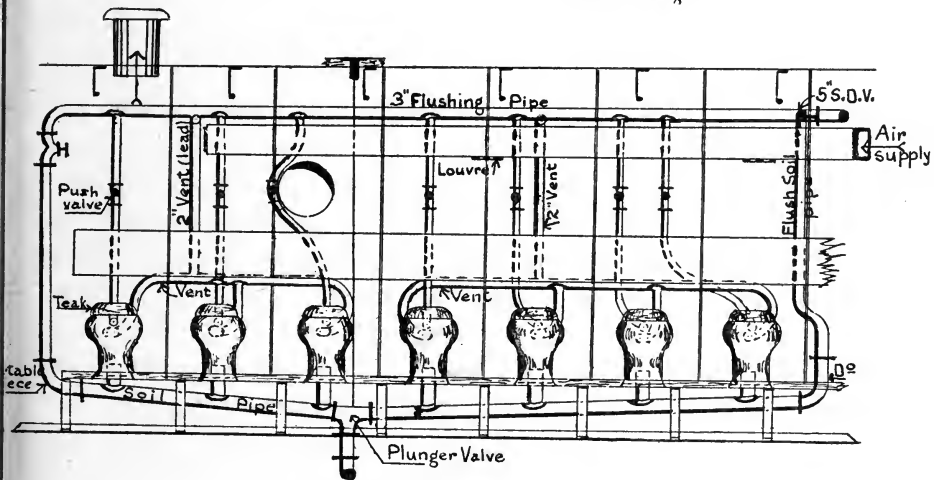 3"Flushing Pipe
5"S.D.V.
Air
supply
2" Vent (lead)
Louvre
2"Vent
Flush Soil
pipe
Push
valve
Vent
Vent
Teak
table
ece
Do
Soil Pipe
Plunger Valve